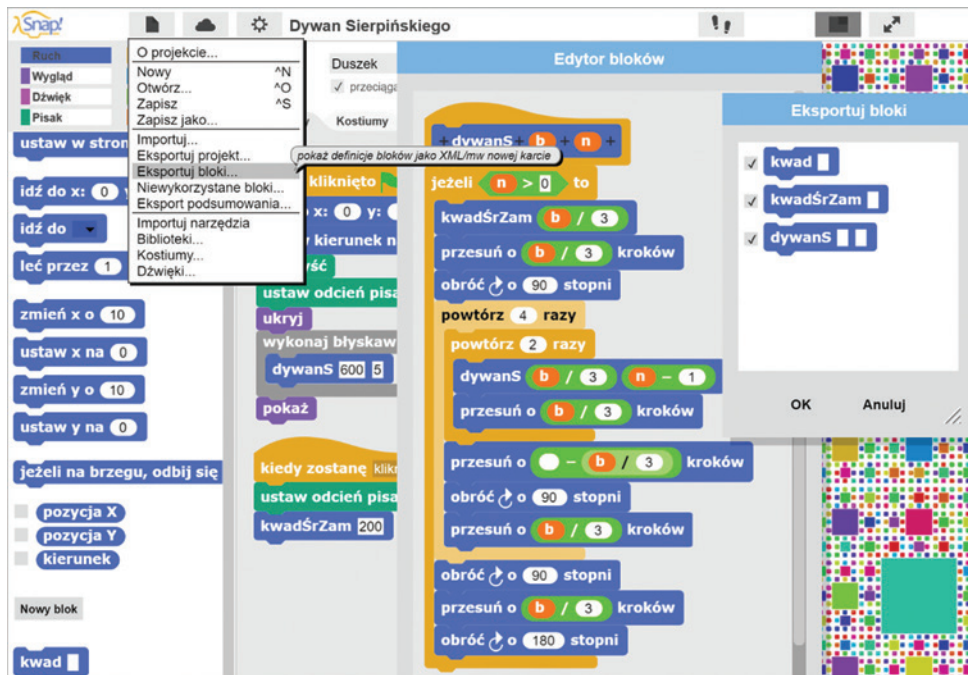 Snap!
Dywan Sierpińskiego
Ruch
Wygląd
Dźwięk
Pisak
O projekcie...
Nowy ^N
Otwórz... ^O
Zapisz ^S
Zapisz jako...
Importuj...
Eksportuj projekt...
Eksportuj bloki...
Niewykorzystane bloki...
Eksport podsumowania...
Importuj narzędzia
Biblioteki...
Kostiumy...
Dźwięki...
pokaż definicje bloków jako XML/mw nowej karcie
ustaw w stron
idź do x: 0
idź do
leć przez 1
zmień x o 10
ustaw x na 0
zmień y o 10
ustaw y na 0
jeżeli na brzegu, odbij się
pozycja X
pozycja Y
kierunek
Nowy blok
kwad
Duszek
przeciąga
Kostiumy
kliknięto
x: 0 y:
kierunek n
ustaw odcień pisa
ukryj
wykonaj błyskaw
dywanS 600 5
pokaż
kiedy zostanę klikn
ustaw odcień pisa
kwadŚrZam 200
Edytor bloków
+ dywanS + b + n +
jeżeli n > 0 to
kwadŚrZam b / 3
przesuń o b / 3 kroków
obróć o 90 stopni
powtórz 4 razy
powtórz 2 razy
dywanS b / 3 n - 1
przesuń o b / 3 kroków
przesuń o - b / 3 kroków
obróć o 90 stopni
przesuń o b / 3 kroków
obróć o 90 stopni
przesuń o b / 3 kroków
obróć o 180 stopni
Eksportuj bloki
kwad
kwadŚrZam
dywanS
OK Anuluj